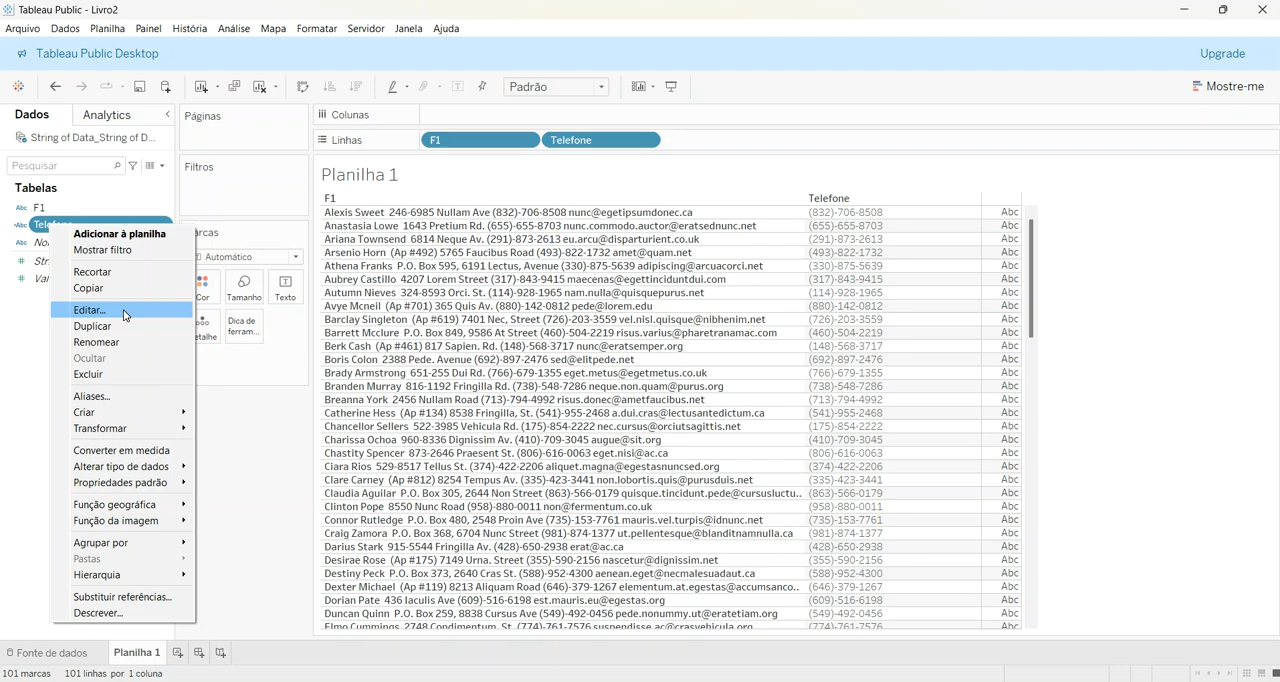 Tableau Public - Livro2
Arquivo Dados Planilha Painel História Análise Mapa Formatar Servidor Janela Ajuda
Tableau Public Desktop Upgrade
Padrão Mostre-me
Dados Analytics
String of Data_String of D...
Pesquisar
Tabelas
Abc F1
Abc
Abc
Adicionar à planilha
Mostrar filtro
Recortar
Copiar
Editar...
Duplicar
Renomear
Ocultar
Excluir
Aliases...
Criar
Transformar
Converter em medida
Alterar tipo de dados
Propriedades padrão
Função geográfica
Função da imagem
Agrupar por
Pastas
Hierarquia
Substituir referências...
Descrever...
Páginas
Filtros
arcas
Automático
Cor Tamanho Texto
etalhe Dica de ferram...
Colunas
Linhas F1 Telefone
Planilha 1
F1 Telefone
Alexis Sweet 246-6985 Nullam Ave (832)-706-8508 nunc@egetipsumdonec.ca (832)-706-8508 Abc
Anastasia Lowe 1643 Pretium Rd. (655)-655-8703 nunc.commodo.auctor@eratsednunc.net (655)-655-8703 Abc
Ariana Townsend 6814 Neque Av. (291)-873-2613 eu.arcu@disparturient.co.uk (291)-873-2613 Abc
Arsenio Horn (Ap #492) 5765 Faucibus Road (493)-822-1732 amet@quam.net (493)-822-1732 Abc
Athena Franks P.O. Box 595, 6191 Lectus, Avenue (330)-875-5639 adipiscing@arcuacorci.net (330)-875-5639 Abc
Aubrey Castillo 4207 Lorem Street (317)-843-9415 maecenas@egettinciduntdui.com (317)-843-9415 Abc
Autumn Nieves 324-8593 Orci. St. (114)-928-1965 nam.nulla@quisquepurus.net (114)-928-1965 Abc
Ayye Mcneil (Ap #701) 365 Quis Av. (880)-142-0812 pede@lorem.edu (880)-142-0812 Abc
Barclay Singleton (Ap #619) 7401 Nec, Street (726)-203-3559 vel.nisl.quisque@nibhenim.net (726)-203-3559 Abc
Barrett Mcclure P.O. Box 849, 9586 At Street (460)-504-2219 risus.varius@pharetranamac.com (460)-504-2219 Abc
Berk Cash (Ap #461) 817 Sapien. Rd. (148)-568-3717 nunc@eratsemper.org (148)-568-3717 Abc
Boris Colon 2388 Pede. Avenue (692)-897-2476 sed@elitpede.net (692)-897-2476 Abc
Brady Armstrong 651-255 Dui Rd. (766)-679-1355 eget.metus@egetmetus.co.uk (766)-679-1355 Abc
Branden Murray 816-1192 Fringilla Rd. (738)-548-7286 neque.non.quam@purus.org (738)-548-7286 Abc
Breanna York 2456 Nullam Road (713)-794-4992 risus.donec@ametfaucibus.net (713)-794-4992 Abc
Catherine Hess (Ap #134) 8538 Fringilla, St. (541)-955-2468 a.dui.cras@lectusantedictum.ca (541)-955-2468 Abc
Chancellor Sellers 522-3985 Vehicula Rd. (175)-854-2222 nec.cursus@orciutsagittis.net (175)-854-2222 Abc
Charissa Ochoa 960-8336 Dignissim Av. (410)-709-3045 augue@sit.org (410)-709-3045 Abc
Chastity Spencer 873-2646 Praesent St. (806)-616-0063 eget.nisi@ac.ca (806)-616-0063 Abc
Ciara Rios 529-8517 Tellus St. (374)-422-2206 aliquet.magna@egestasnuncsed.org (374)-422-2206 Abc
Clare Carney (Ap #812) 8254 Tempus Av. (335)-423-3441 non.lobortis.quis@purusduis.net (335)-423-3441 Abc
Claudia Aguilar P.O. Box 305, 2644 Non Street (863)-566-0179 quisque.tincidunt.pede@cursusluctu... (863)-566-0179 Abc
Clinton Pope 8550 Nunc Road (958)-880-0011 non@fermentum.co.uk (958)-880-0011 Abc
Connor Rutledge P.O. Box 480, 2548 Proin Ave (735)-153-7761 mauris.vel.turpis@idnunc.net (735)-153-7761 Abc
Craig Zamora P.O. Box 368, 6704 Nunc Street (981)-874-1377 ut.pellentesque@blanditnamnulla.ca (981)-874-1377 Abc
Darius Stark 915-5544 Fringilla Av. (428)-650-2938 erat@ac.ca (428)-650-2938 Abc
Desirae Rose (Ap #175) 7149 Urna. Street (355)-590-2156 nascetur@dignissim.net (355)-590-2156 Abc
Destiny Peck P.O. Box 373, 2640 Cras St. (588)-952-4300 aenean.eget@necmalesuadaut.ca (588)-952-4300 Abc
Dexter Michael (Ap #119) 8213 Aliquam Road (646)-379-1267 elementum.at.egestas@accumsanco... (646)-379-1267 Abc
Dorian Pate 436 Iaculis Ave (609)-516-6198 est.mauris.eu@egestas.org (609)-516-6198 Abc
Duncan Quinn P.O. Box 259, 8838 Cursus Ave (549)-492-0456 pede.nonummy.ut@eratetiam.org (549)-492-0456 Abc
Elmo Cummings 2748 Condimentum. St. (774)-761-7576 suspendisse.ac@crasvehicula.org (774)-761-7576 Abc
Fonte de dados Planilha 1
101 marcas 101 linhas por 1 coluna